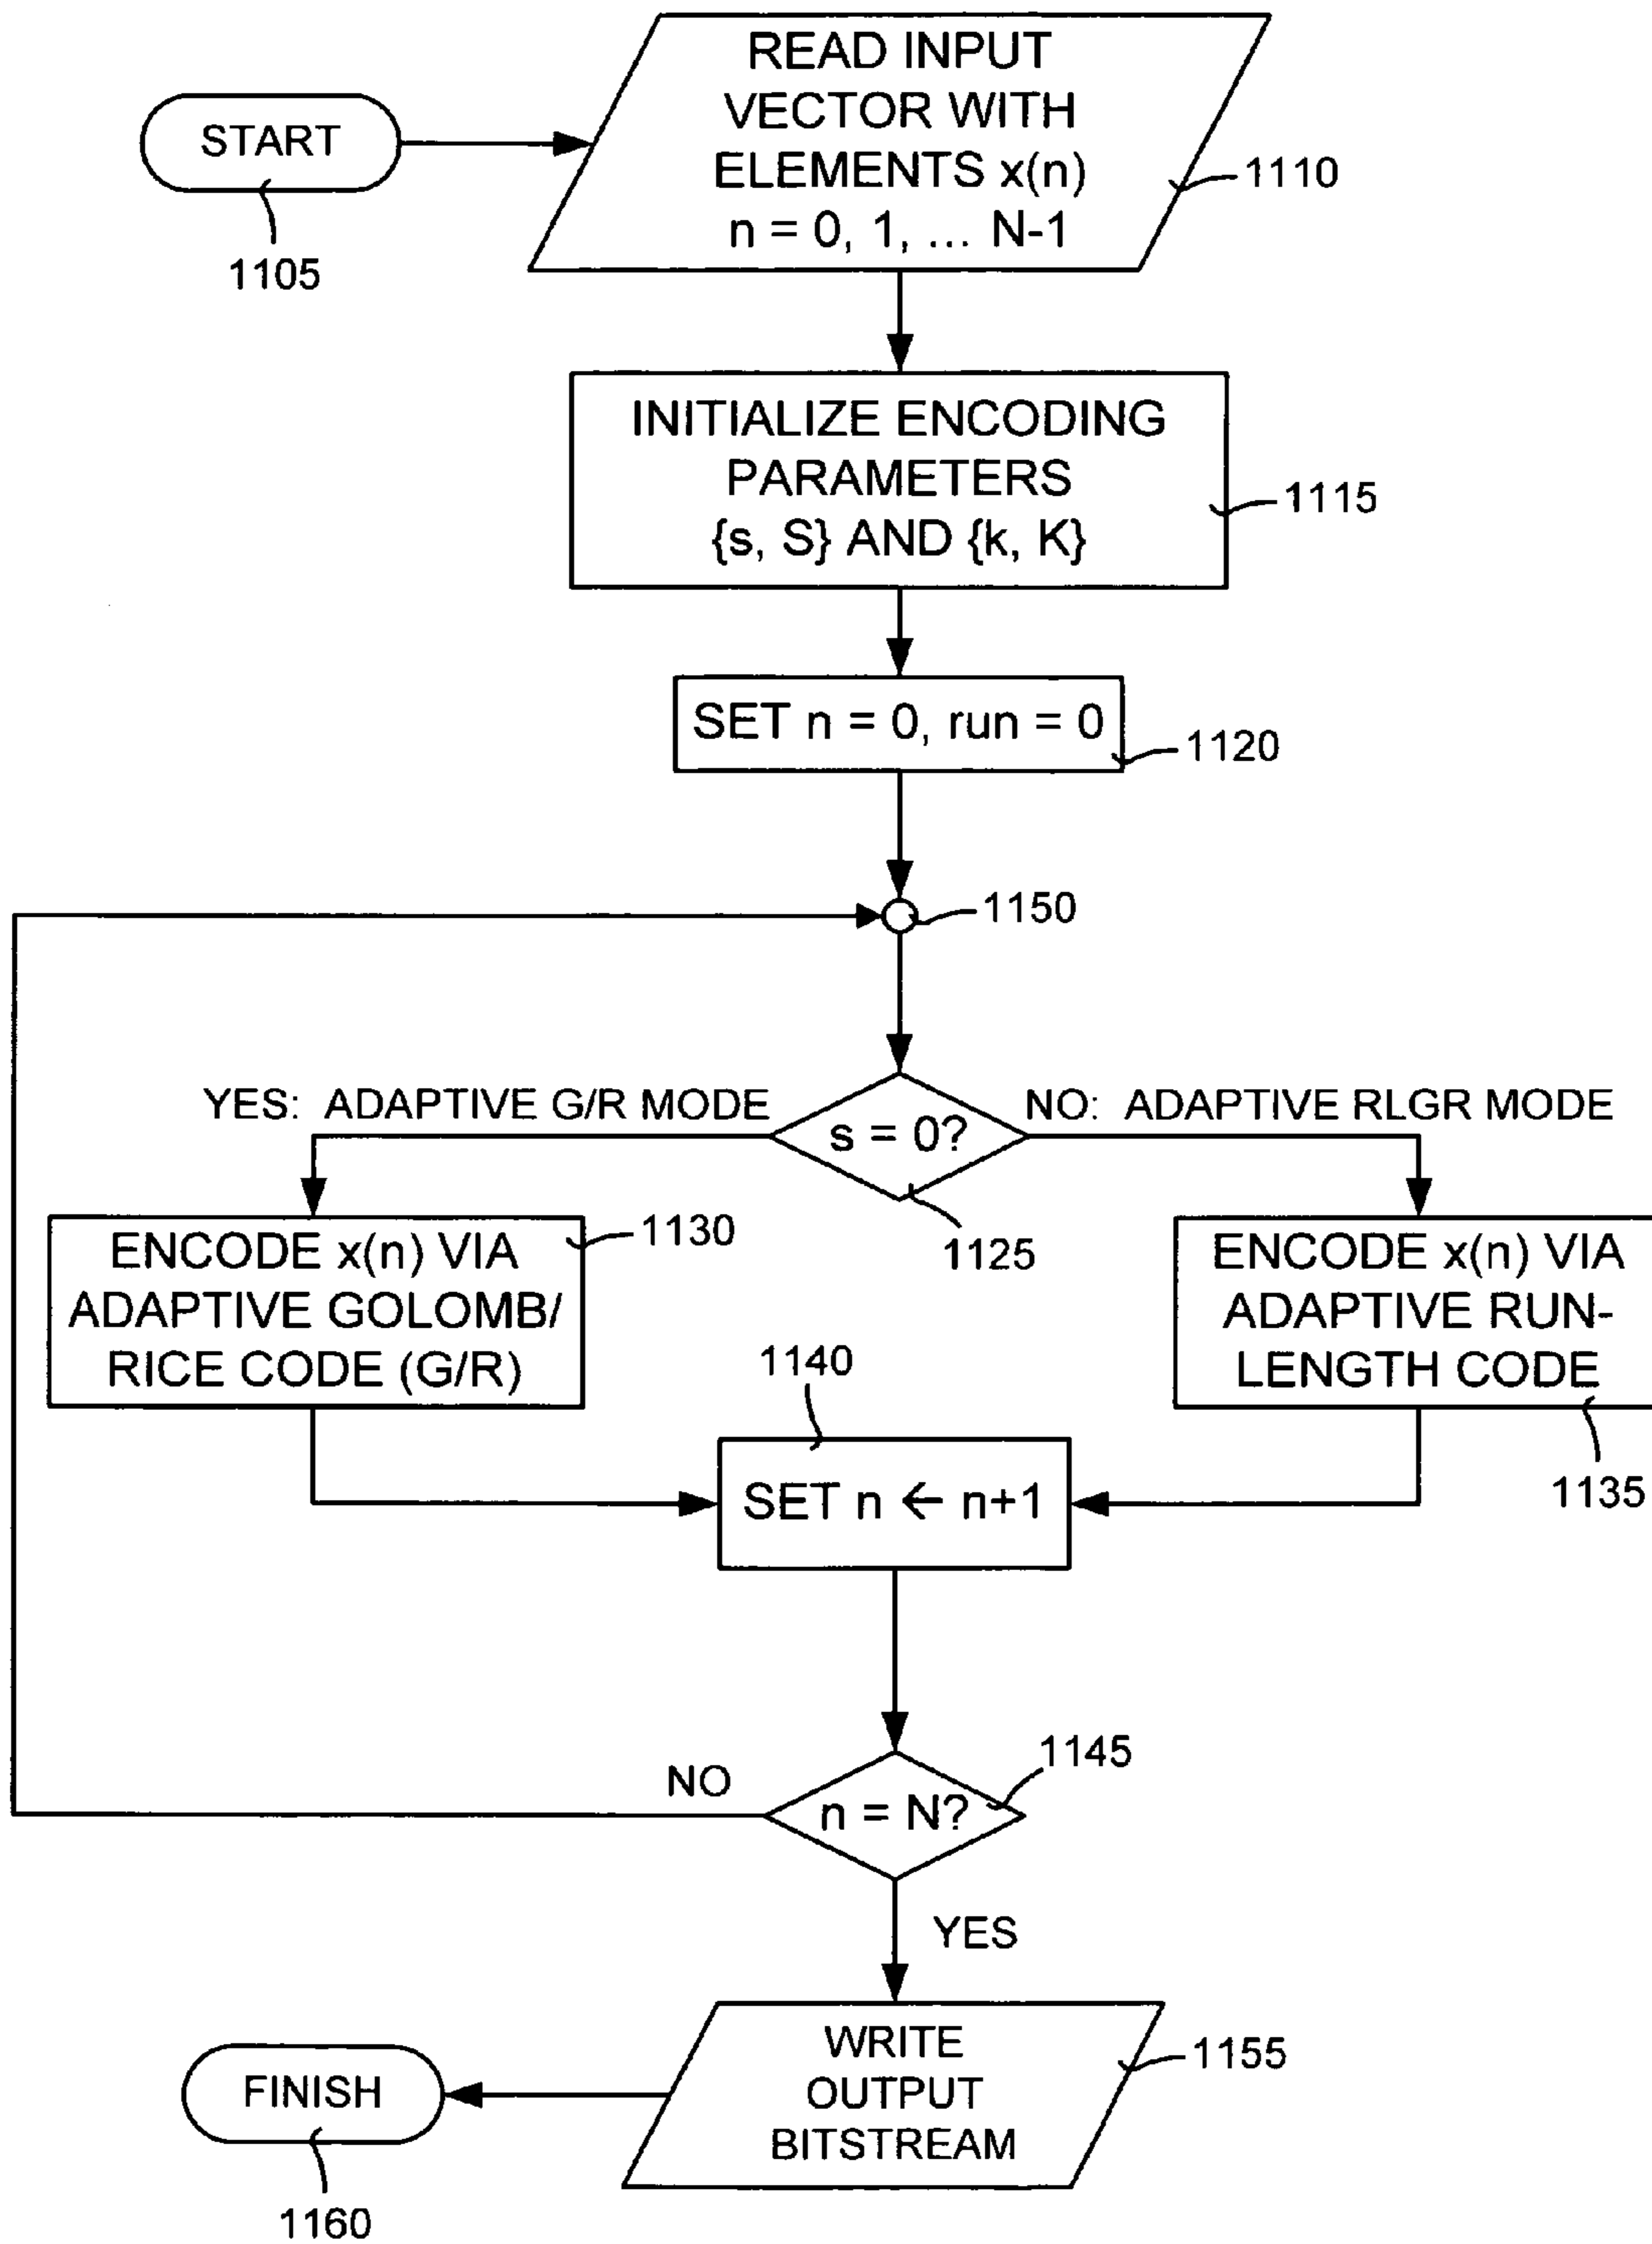 START
1105
READ INPUT
VECTOR WITH
ELEMENTS x(n)
n = 0, 1, ... N-1
1110
INITIALIZE ENCODING
PARAMETERS
{s, S} AND {k, K}
1115
SET n = 0, run = 0
1120
1150
YES: ADAPTIVE G/R MODE
s = 0?
NO: ADAPTIVE RLGR MODE
1125
ENCODE x(n) VIA
ADAPTIVE GOLOMB/
RICE CODE (G/R)
1130
ENCODE x(n) VIA
ADAPTIVE RUN-
LENGTH CODE
1135
1140
SET n ← n+1
NO
n = N?
1145
YES
WRITE
OUTPUT
BITSTREAM
1155
FINISH
1160